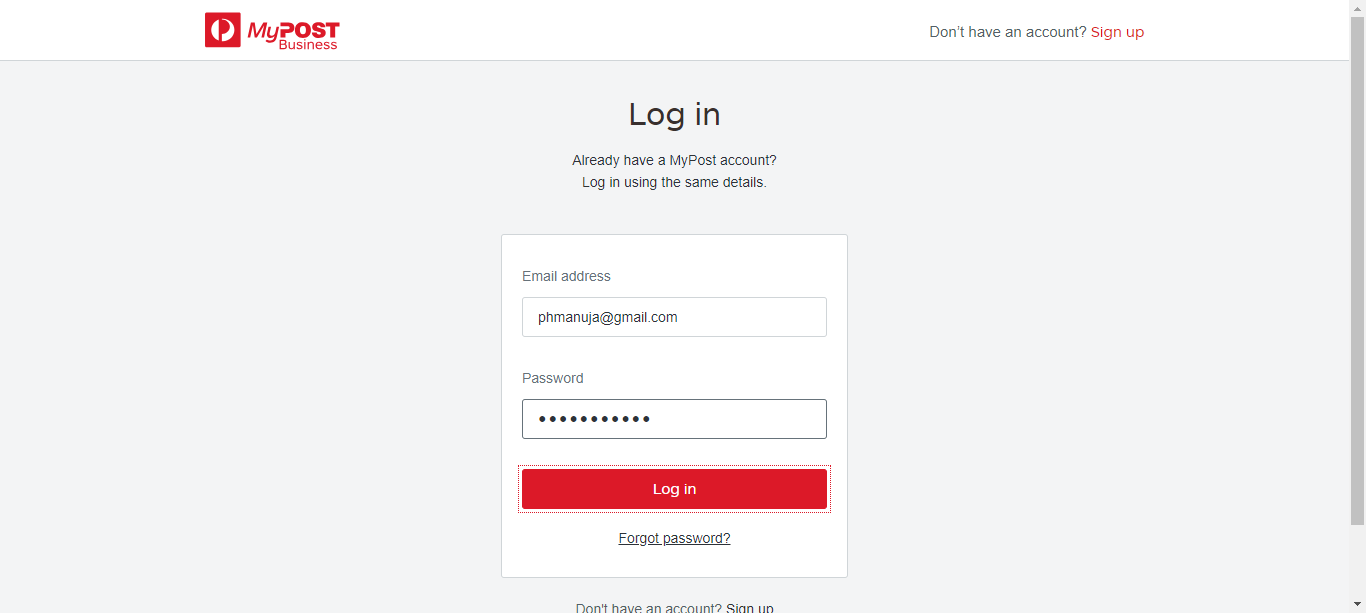 MyPOST
Business
Don't have an account? Sign up
Log in
Already have a MyPost account?
Log in using the same details.
Email address
phmanuja@gmail.com
Password
•••••••••••
Log in
Forgot password?
Don't have an account? Sign up